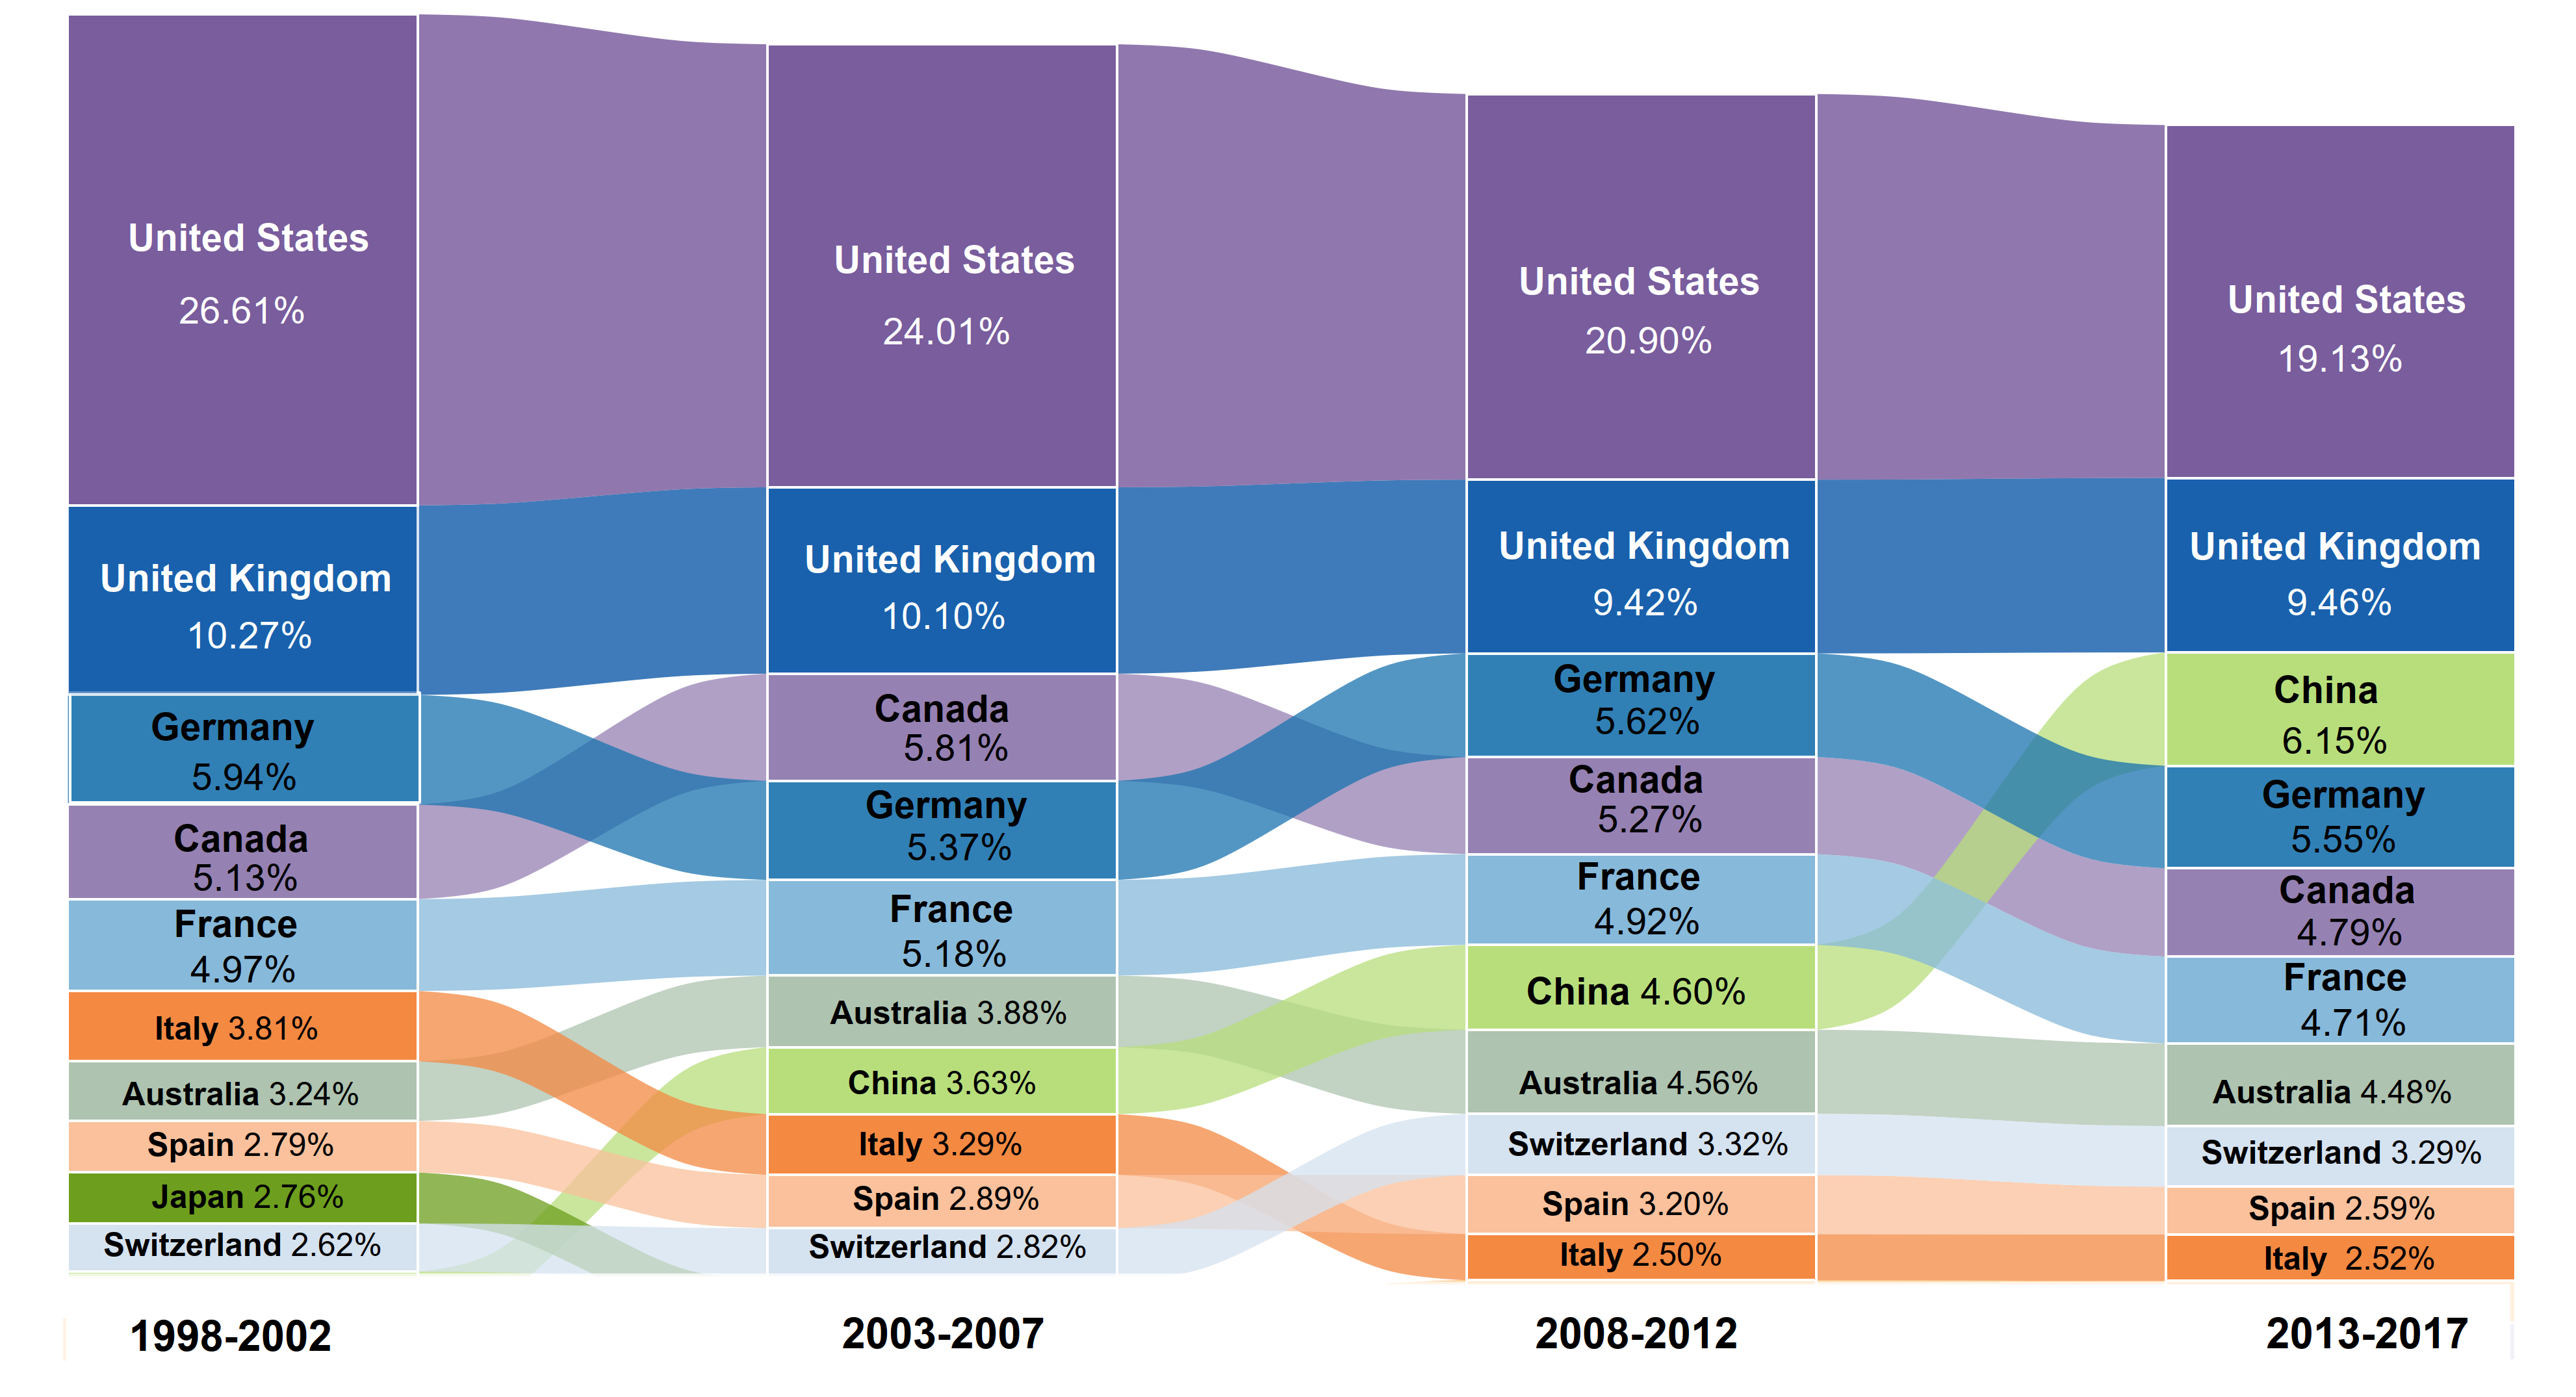 United States
26.61%
United Kingdom
10.27%
Germany
5.94%
Canada
5.13%
France
4.97%
Italy 3.81%
Australia 3.24%
Spain 2.79%
Japan 2.76%
Switzerland 2.62%
1998-2002
United States
24.01%
United Kingdom
10.10%
Canada
5.81%
Germany
5.37%
France
5.18%
Australia 3.88%
China 3.63%
Italy 3.29%
Spain 2.89%
Switzerland 2.82%
2003-2007
United States
20.90%
United Kingdom
9.42%
Germany
5.62%
Canada
5.27%
France
4.92%
China 4.60%
Australia 4.56%
Switzerland 3.32%
Spain 3.20%
Italy 2.50%
2008-2012
United States
19.13%
United Kingdom
9.46%
China
6.15%
Germany
5.55%
Canada
4.79%
France
4.71%
Australia 4.48%
Switzerland 3.29%
Spain 2.59%
Italy 2.52%
2013-2017